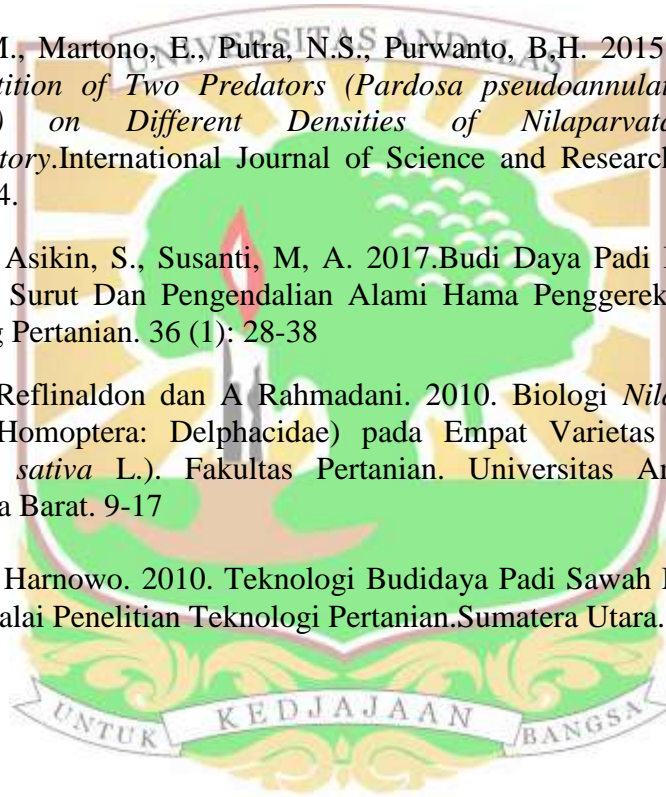 UNIVERSITAS ANDALAS
M., Martono, E., Putra, N.S., Purwanto, B,H. 2015
tition of Two Predators (Pardosa pseudoannulat
) on Different Densities of Nilaparvata
tory.International Journal of Science and Research
4.
Asikin, S., Susanti, M, A. 2017.Budi Daya Padi
Surut Dan Pengendalian Alami Hama Penggerek
g Pertanian. 36 (1): 28-38
Reflinaldon dan A Rahmadani. 2010. Biologi Nila
Homoptera: Delphacidae) pada Empat Varietas
sativa L.). Fakultas Pertanian. Universitas An
a Barat. 9-17
Harnowo. 2010. Teknologi Budidaya Padi Sawah
alai Penelitian Teknologi Pertanian.Sumatera Utara.
UNTUK KEDJAJAAN BANGSA